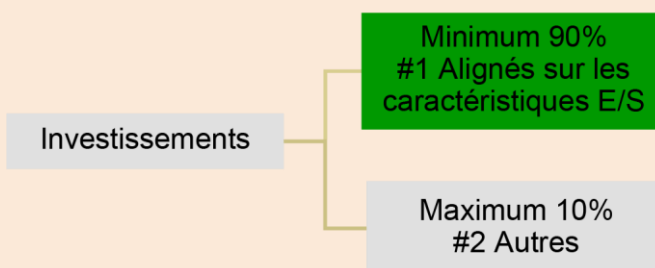 Minimum 90%
#1 Alignés sur les
caractéristiques E/S
Investissements
Maximum 10%
#2 Autres